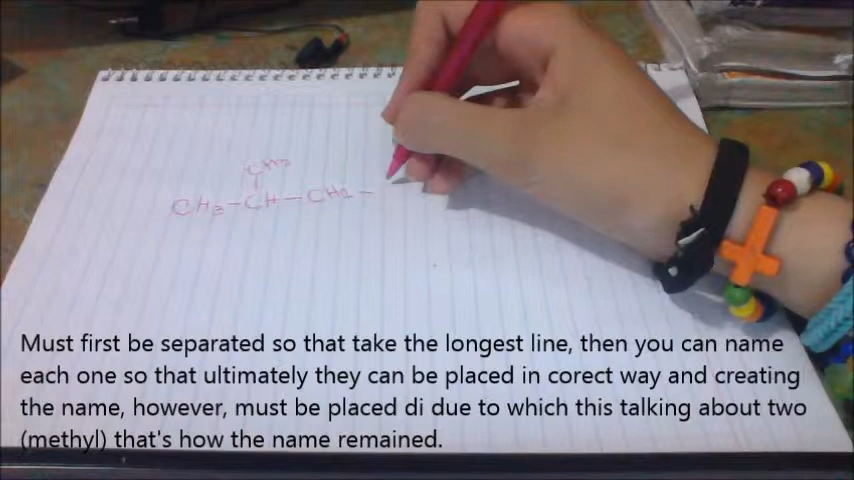 CH3
CH3-CH-CH2-
Must first be separated so that take the longest line, then you can name
each one so that ultimately they can be placed in corect way and creating
the name, however, must be placed di due to which this talking about two
(methyl) that's how the name remained.